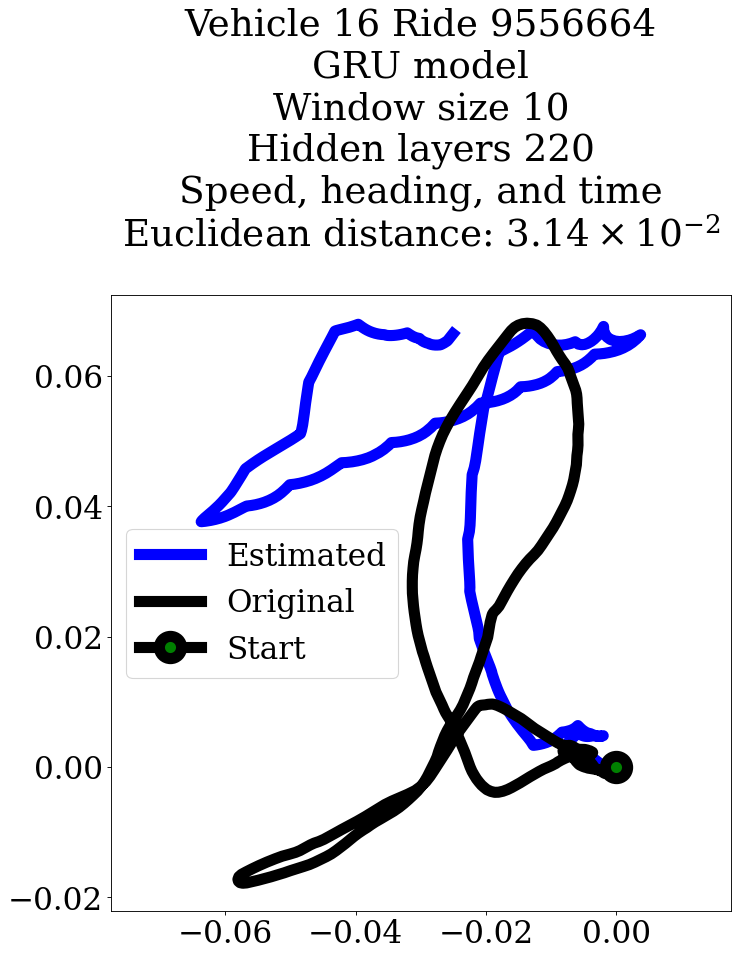 Vehicle 16 Ride 9556664
GRU model
Window size 10
Hidden layers 220
Speed, heading, and time
Euclidean distance: 3.14 × 10⁻²
0.06
0.04
Estimated
Original
0.02
Start
0.00
−0.02
−0.06 −0.04 −0.02 0.00